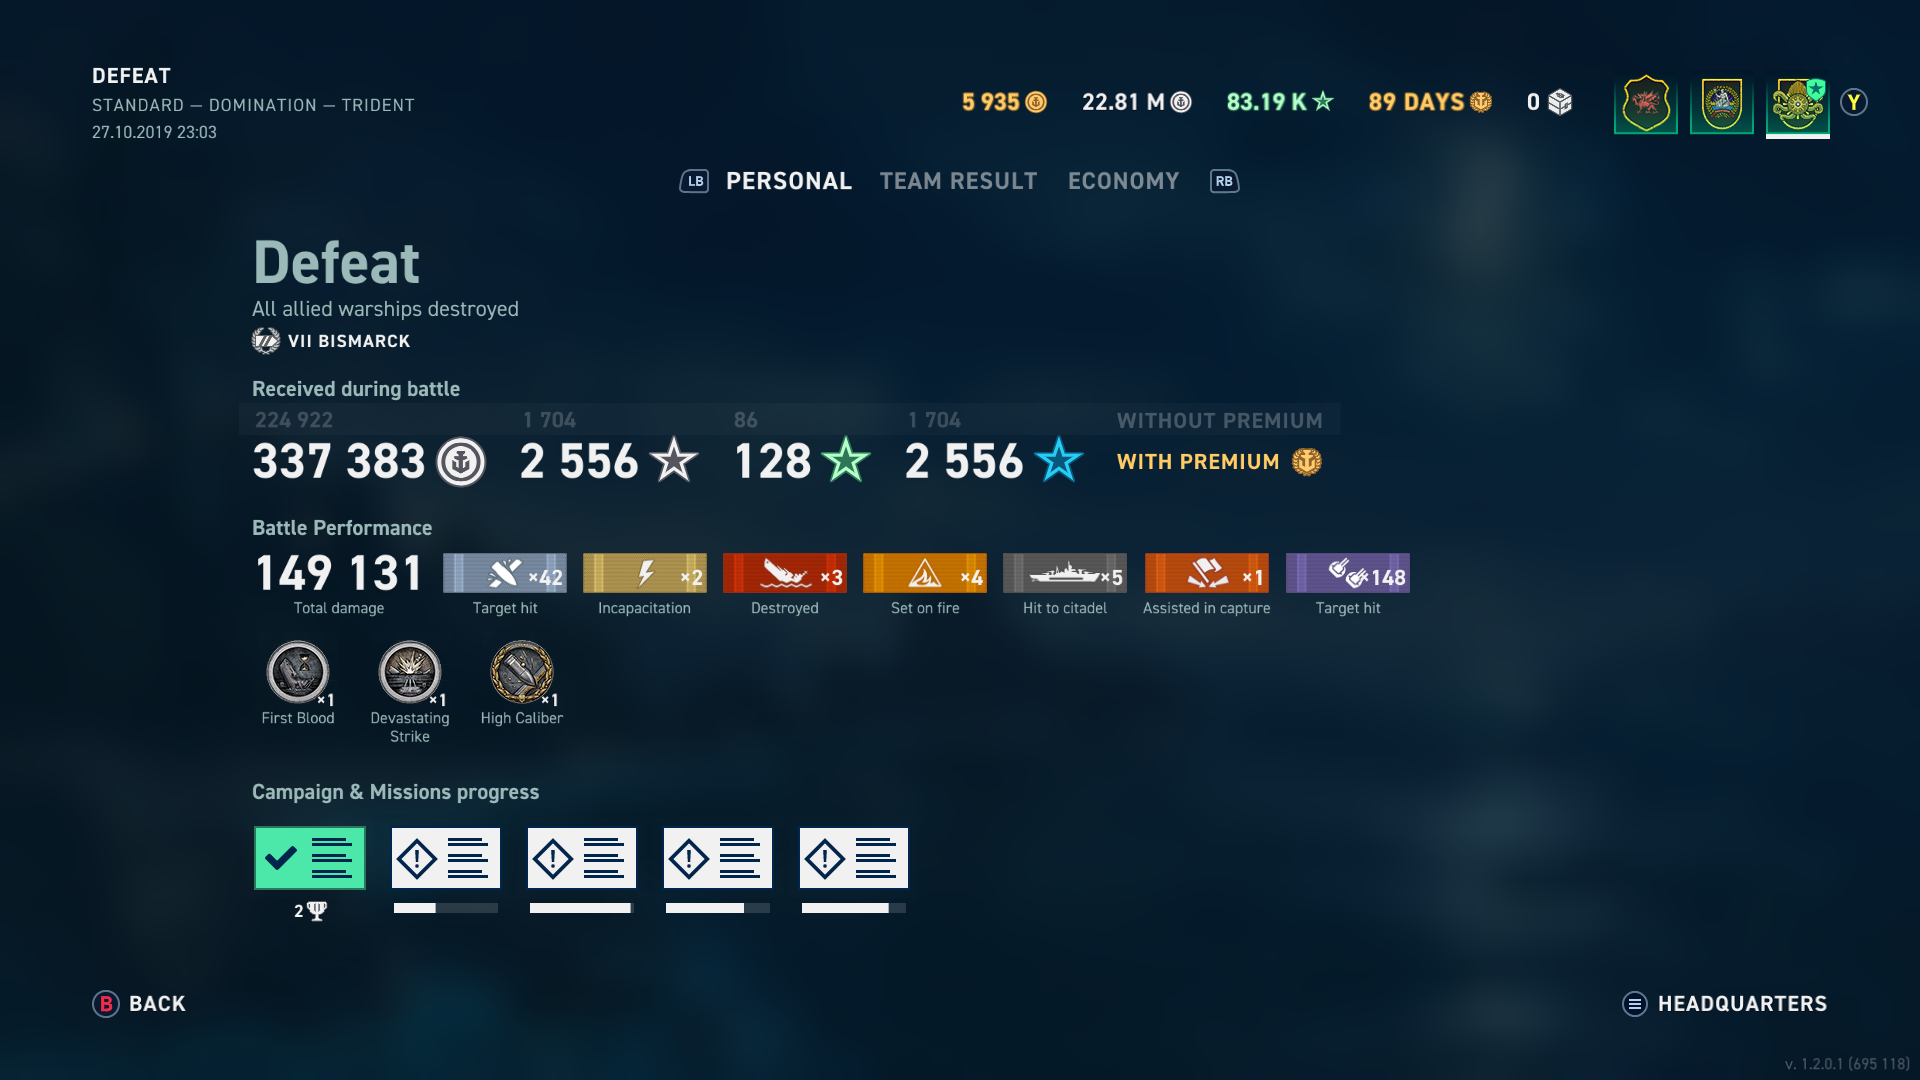 DEFEAT
STANDARD — DOMINATION — TRIDENT
27.10.2019 23:03
5 935 22.81 M 83.19 K 89 DAYS 0 Y
LB PERSONAL TEAM RESULT ECONOMY RB
Defeat
All allied warships destroyed
VII BISMARCK
Received during battle
224 922 1 704 86 1 704 WITHOUT PREMIUM
337 383 2 556 128 2 556 WITH PREMIUM
Battle Performance
149 131 ×42 ×2 ×3 ×4 ×5 ×1 ×148
Total damage Target hit Incapacitation Destroyed Set on fire Hit to citadel Assisted in capture Target hit
×1 ×1 ×1
First Blood Devastating Strike High Caliber
Campaign & Missions progress
! ! ! !
2
B BACK HEADQUARTERS
v. 1.2.0.1 (695 118)